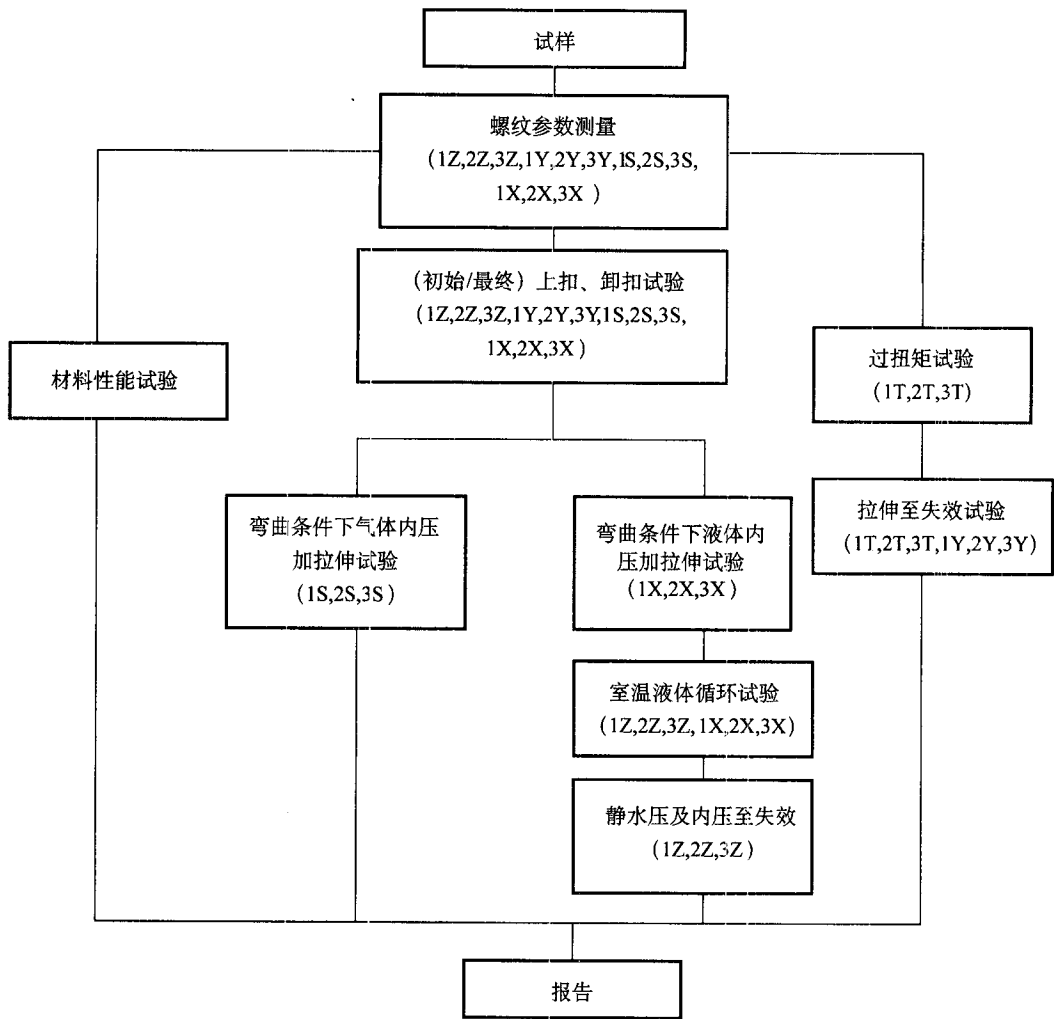 试样
螺纹参数测量
(1Z,2Z,3Z,1Y,2Y,3Y,1S,2S,3S,
1X,2X,3X)
(初始/最终)上扣、卸扣试验
(1Z,2Z,3Z,1Y,2Y,3Y,1S,2S,3S,
1X,2X,3X)
材料性能试验
过扭矩试验
(1T,2T,3T)
弯曲条件下气体内压
加拉伸试验
(1S,2S,3S)
弯曲条件下液体内
压加拉伸试验
(1X,2X,3X)
拉伸至失效试验
(1T,2T,3T,1Y,2Y,3Y)
室温液体循环试验
(1Z,2Z,3Z,1X,2X,3X)
静水压及内压至失效
(1Z,2Z,3Z)
报告